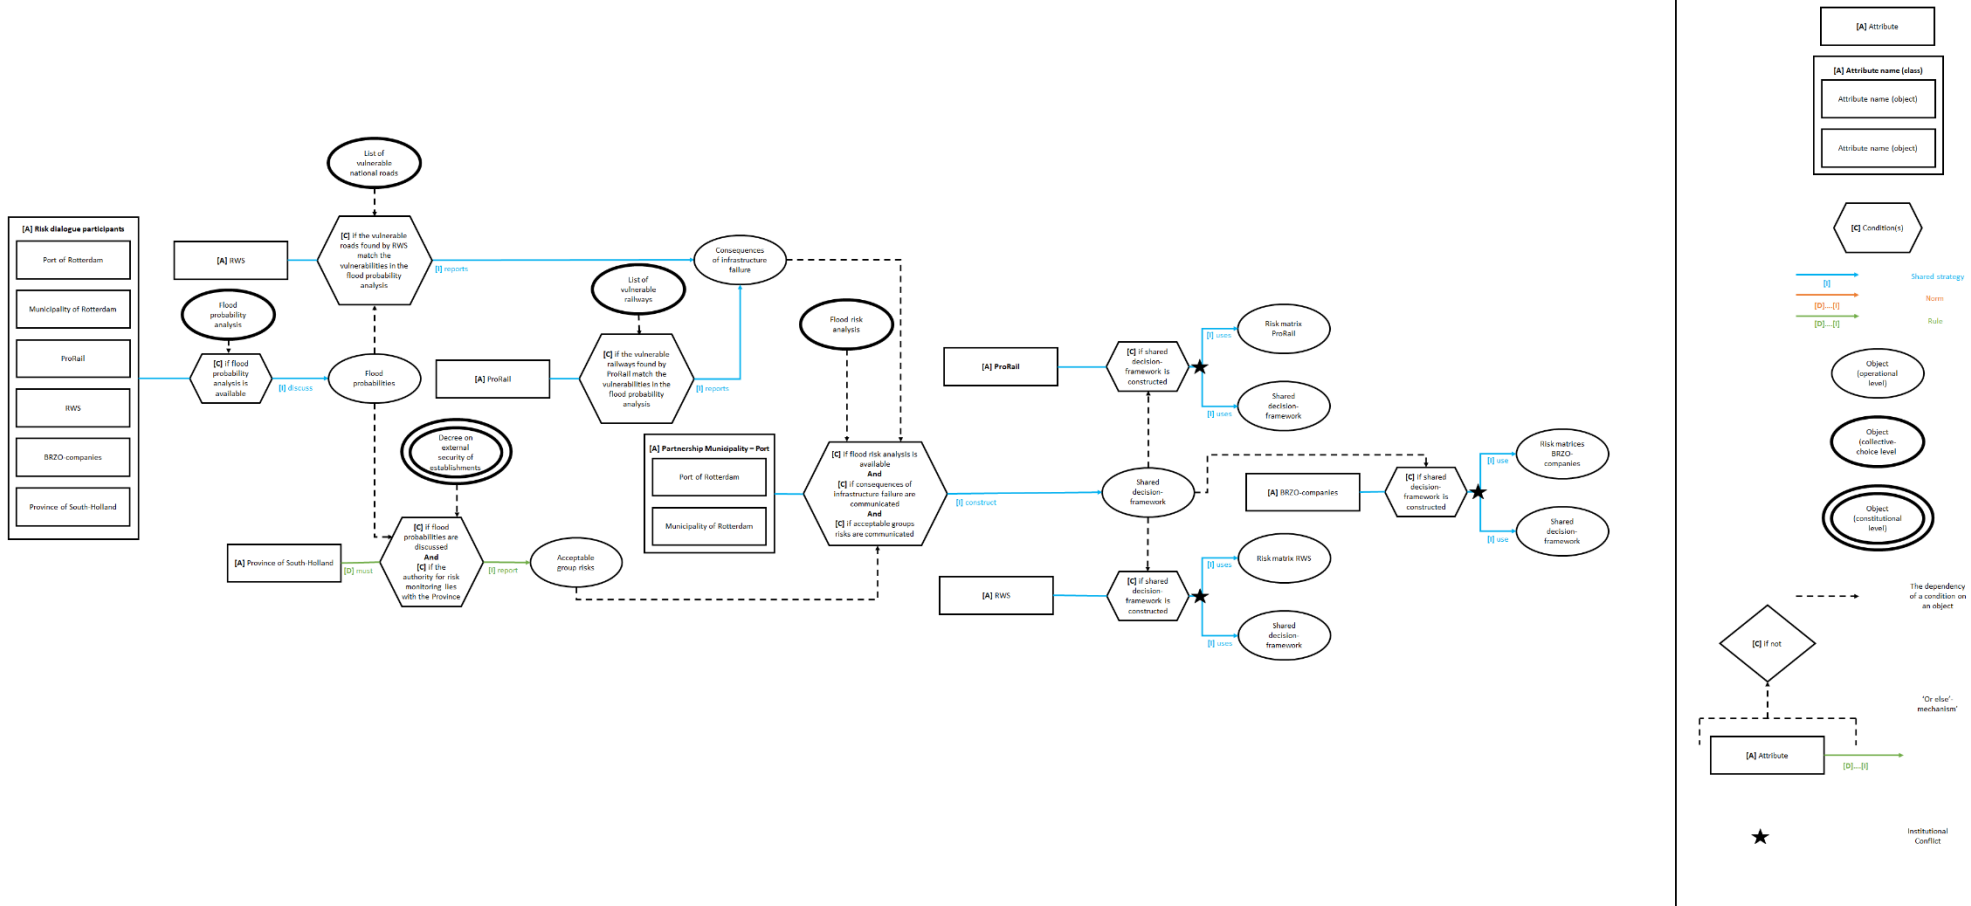 List of
vulnerable
national roads
[A] Risk dialogue participants
Port of Rotterdam
Municipality of Rotterdam
ProRail
RWS
BRZO-companies
Province of South-Holland
[A] RWS
[C] If the vulnerable
roads found by RWS
match the
vulnerabilities in the
flood probability
analysis
[I] reports
Consequences
of infrastructure
failure
Flood
probability
analysis
[C] if flood
probability
analysis is
available
[I] discuss
Flood
probabilities
List of
vulnerable
railways
[A] ProRail
[C] if the vulnerable
railways found by
ProRail match the
vulnerabilities in the
flood probability
analysis
[I] reports
Decree on
external
security of
establishments
[A] Province of South-Holland
[D] must
[C] if flood
probabilities are
discussed
And
[C] if the
authority for risk
monitoring lies
with the Province
[I] report
Acceptable
group risks
Flood risk
analysis
[A] Partnership Municipality – Port
Port of Rotterdam
Municipality of Rotterdam
[C] if flood risk analysis is
available
And
[C] if consequences of
infrastructure failure are
communicated
And
[C] if acceptable groups
risks are communicated
[I] construct
Shared
decision-
framework
[A] ProRail
[C] If shared
decision-
framework is
constructed
[I] uses
Risk matrix
ProRail
[I] uses
Shared
decision-
framework
[A] BRZO-companies
[C] If shared
decision-
framework is
constructed
[I] use
Risk matrices
BRZO-
companies
[I] use
Shared
decision-
framework
[A] RWS
[C] if shared
decision-
framework is
constructed
[I] uses
Risk matrix RWS
[I] uses
Shared
decision-
framework
[A] Attribute
[A] Attribute name (class)
Attribute name (object)
Attribute name (object)
[C] Condition(s)
[I]
Shared strategy
[D]....[I]
Norm
[D]....[I]
Rule
Object
(operational
level)
Object
(collective-
choice level)
Object
(constitutional
level)
The dependency
of a condition on
an object
[C] If not
'Or else'-
mechanism'
[A] Attribute
[D]....[I]
Institutional
Conflict